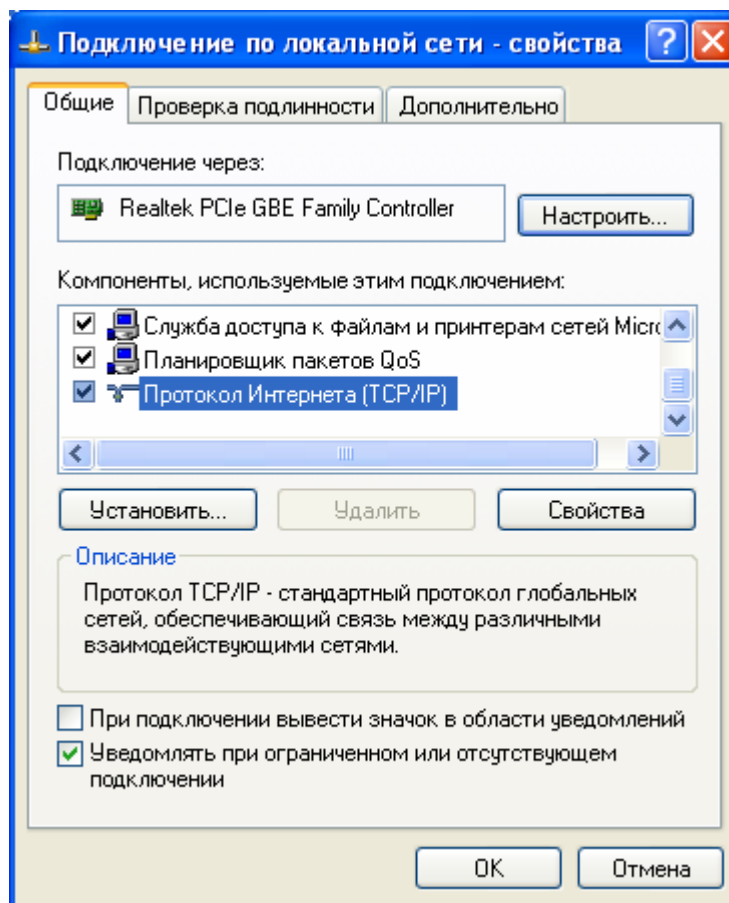 Подключение по локальной сети - свойства
Общие
Проверка подлинности
Дополнительно
Подключение через:
Realtek PCIe GBE Family Controller
Настроить...
Компоненты, используемые этим подключением:
Служба доступа к файлам и принтерам сетей Micro
Планировщик пакетов QoS
Протокол Интернета (TCP/IP)
Установить...
Удалить
Свойства
Описание
Протокол TCP/IP - стандартный протокол глобальных
сетей, обеспечивающий связь между различными
взаимодействующими сетями.
При подключении вывести значок в области уведомлений
Уведомлять при ограниченном или отсутствующем
подключении
OK
Отмена